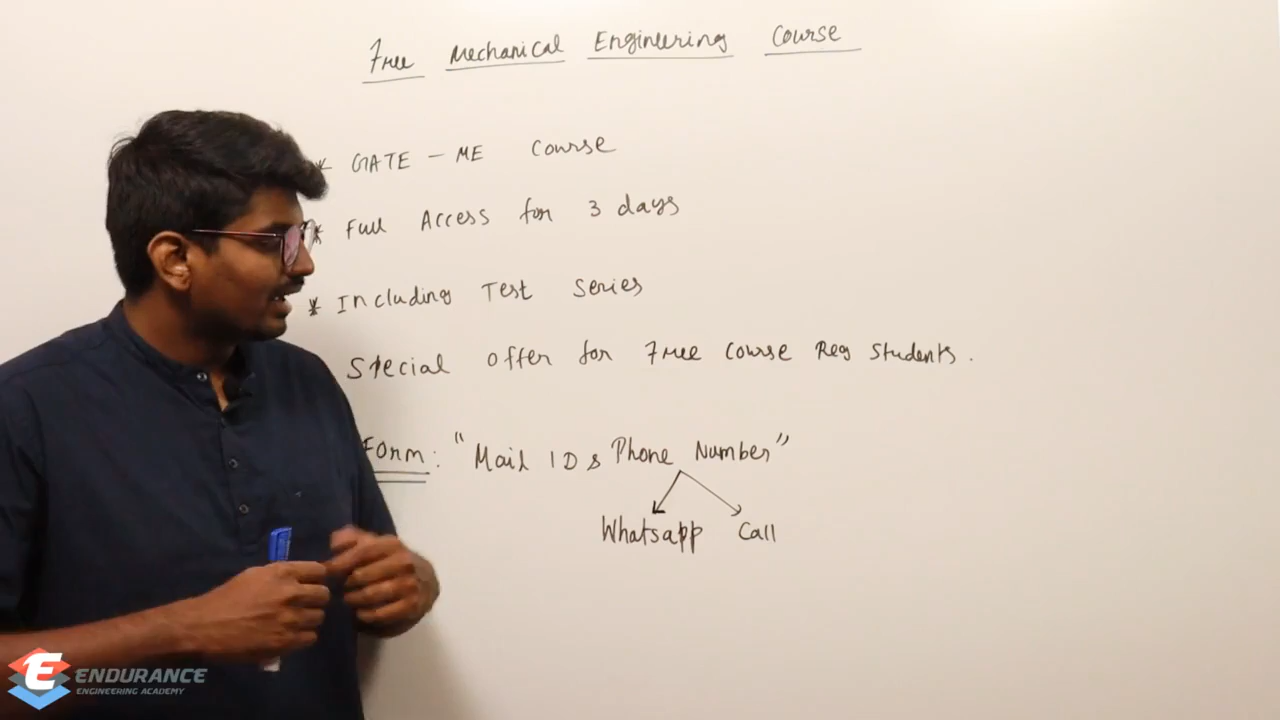 Free Mechanical Engineering Course
* GATE - ME Course
* Full Access for 3 days
* Including Test Series
Special Offer for Free Course Reg Students.
Form: "Mail ID & Phone Number"
Whatsapp Call
E ENDURANCE
ENGINEERING ACADEMY